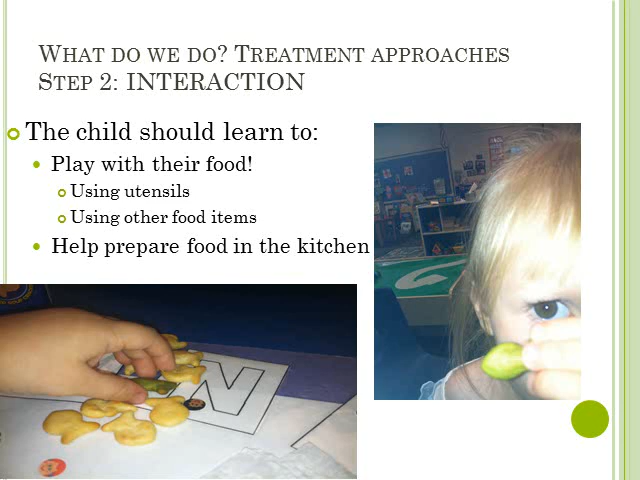 WHAT DO WE DO? TREATMENT APPROACHES
STEP 2: INTERACTION
The child should learn to:
Play with their food!
Using utensils
Using other food items
Help prepare food in the kitchen
N